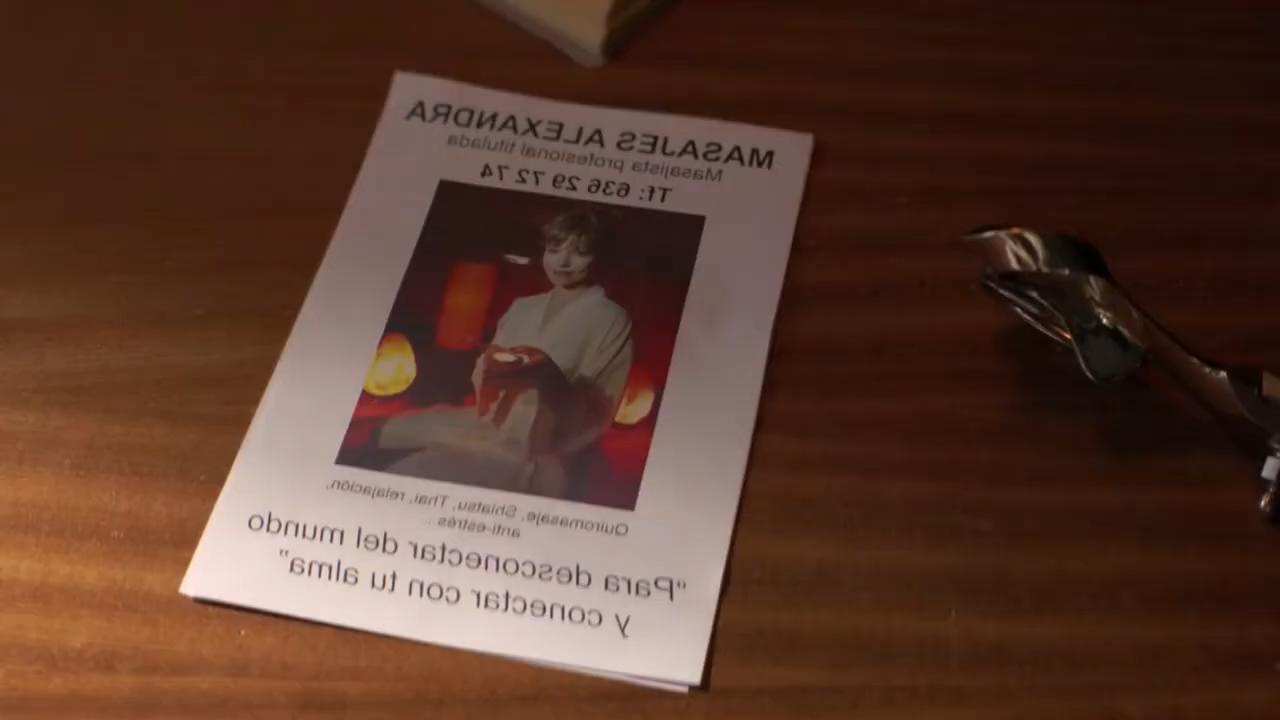 MASAJES ALEXANDRA
Masajista profesional titulada
Tf: 636 29 72 74
Quiromasaje, Shiatsu, Thai, relajación,
anti-estrés...
“Para desconectar del mundo
y conectar con tu alma”